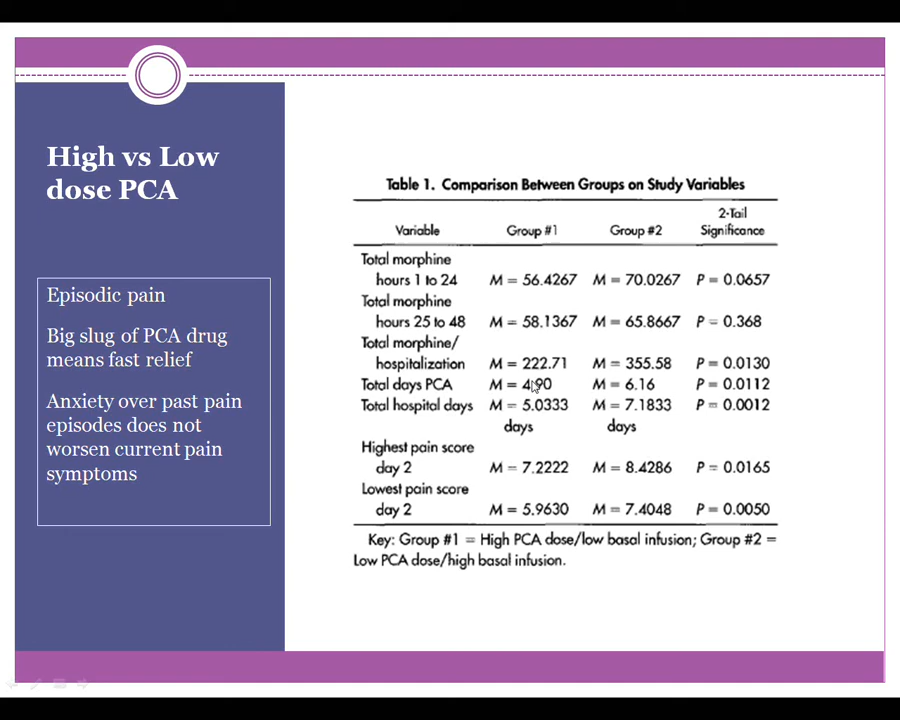 High vs Low
dose PCA
Episodic pain
Big slug of PCA drug
means fast relief
Anxiety over past pain
episodes does not
worsen current pain
symptoms
Table 1. Comparison Between Groups on Study Variables
Variable Group #1 Group #2 2-Tail Significance
Total morphine
hours 1 to 24 M = 56.4267 M = 70.0267 P = 0.0657
Total morphine
hours 25 to 48 M = 58.1367 M = 65.8667 P = 0.368
Total morphine/
hospitalization M = 222.71 M = 355.58 P = 0.0130
Total days PCA M = 4.90 M = 6.16 P = 0.0112
Total hospital days M = 5.0333 M = 7.1833 P = 0.0012
days days
Highest pain score
day 2 M = 7.2222 M = 8.4286 P = 0.0165
Lowest pain score
day 2 M = 5.9630 M = 7.4048 P = 0.0050
Key: Group #1 = High PCA dose/low basal infusion; Group #2 =
Low PCA dose/high basal infusion.